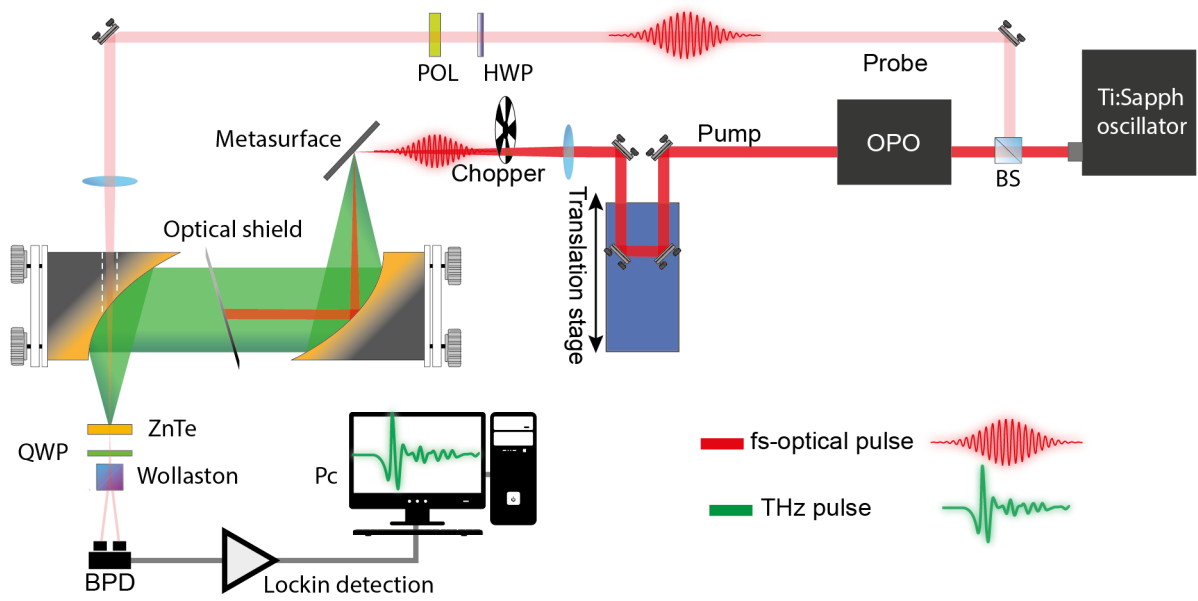 POL
HWP
Probe
Ti:Sapph
oscillator
Metasurface
Chopper
Pump
OPO
BS
Optical shield
Translation stage
ZnTe
QWP
Wollaston
Pc
BPD
Lockin detection
fs-optical pulse
THz pulse